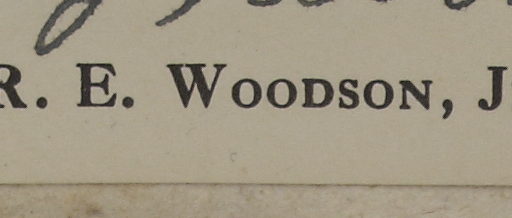 R. E. WOODSON, J